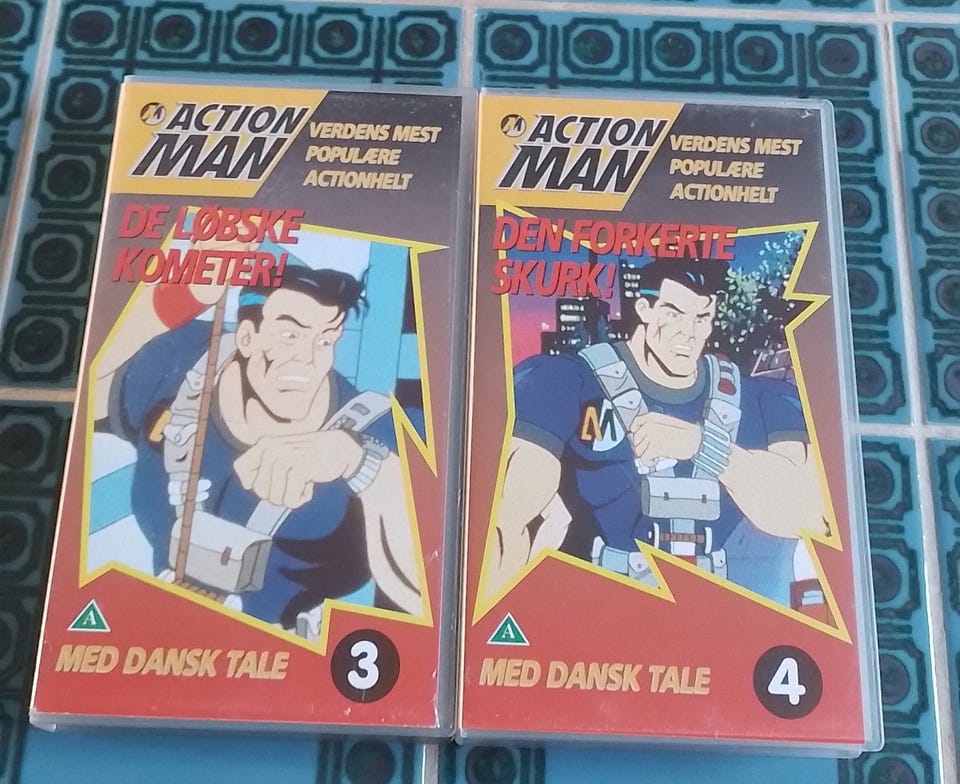 ACTION
MAN
VERDENS MEST
POPULÆRE
ACTIONHELT
DE LØBSKE
KOMETER!
A
MED DANSK TALE
3
ACTION
MAN
VERDENS MEST
POPULÆRE
ACTIONHELT
DEN FORKERTE
SKURK!
M
A
MED DANSK TALE
4